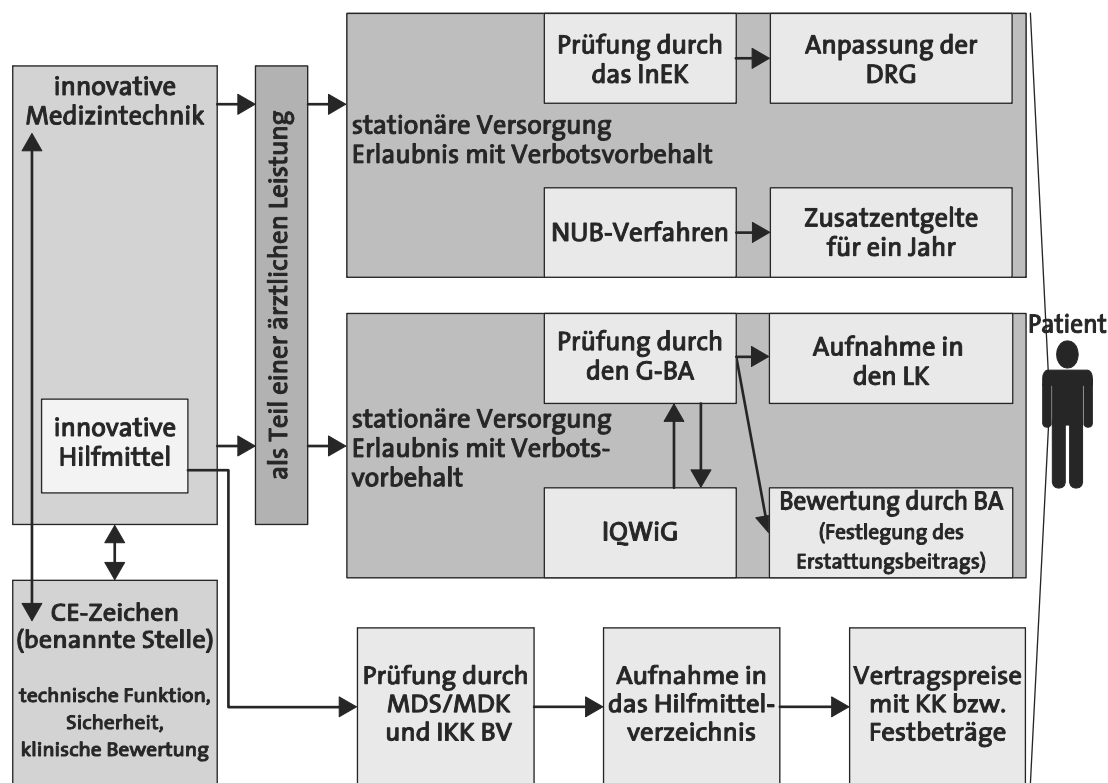 innovative
Medizintechnik
innovative
Hilfmittel
CE-Zeichen
(benannte Stelle)
technische Funktion,
Sicherheit,
klinische Bewertung
als Teil einer ärztlichen Leistung
Prüfung durch
das InEK
Anpassung der
DRG
stationäre Versorgung
Erlaubnis mit Verbotsvorbehalt
NUB-Verfahren
Zusatzentgelte
für ein Jahr
Prüfung durch
den G-BA
Aufnahme in
den LK
stationäre Versorgung
Erlaubnis mit Verbots-
vorbehalt
IQWiG
Bewertung durch BA
(Festlegung des
Erstattungsbeitrags)
Prüfung durch
MDS/MDK
und IKK BV
Aufnahme in
das Hilfmittel-
verzeichnis
Vertragspreise
mit KK bzw.
Festbeträge
Patient